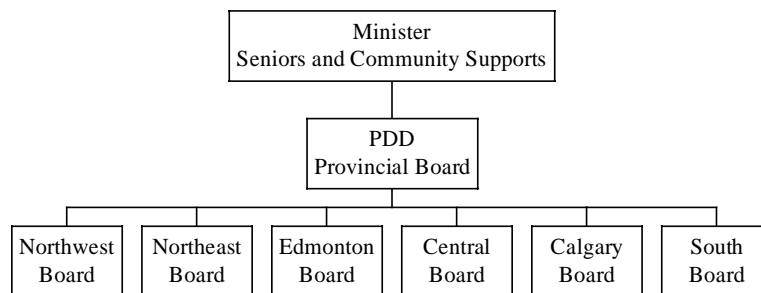 Minister
Seniors and Community Supports
PDD
Provincial Board
Northwest Board
Northeast Board
Edmonton Board
Central Board
Calgary Board
South Board